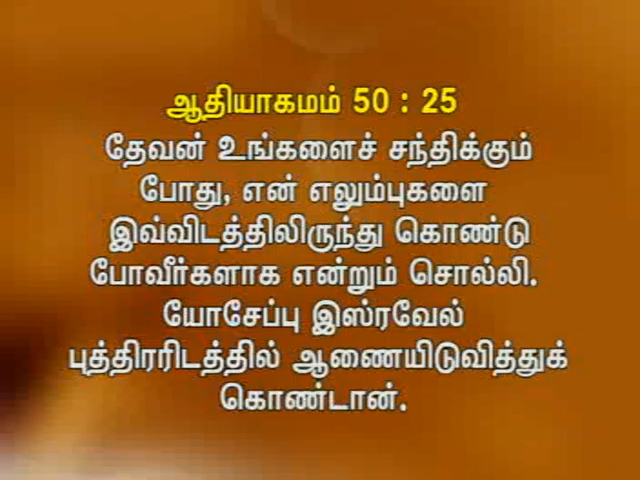 ஆதியாகமம் 50 : 25
தேவன் உங்களைச் சந்திக்கும்
போது, என் எலும்புகளை
இவ்விடத்திலிருந்து கொண்டு
போவீர்களாக என்றும் சொல்லி.
யோசேப்பு இஸ்ரவேல்
புத்திரரிடத்தில் ஆணையிடுவித்துக்
கொண்டான்.